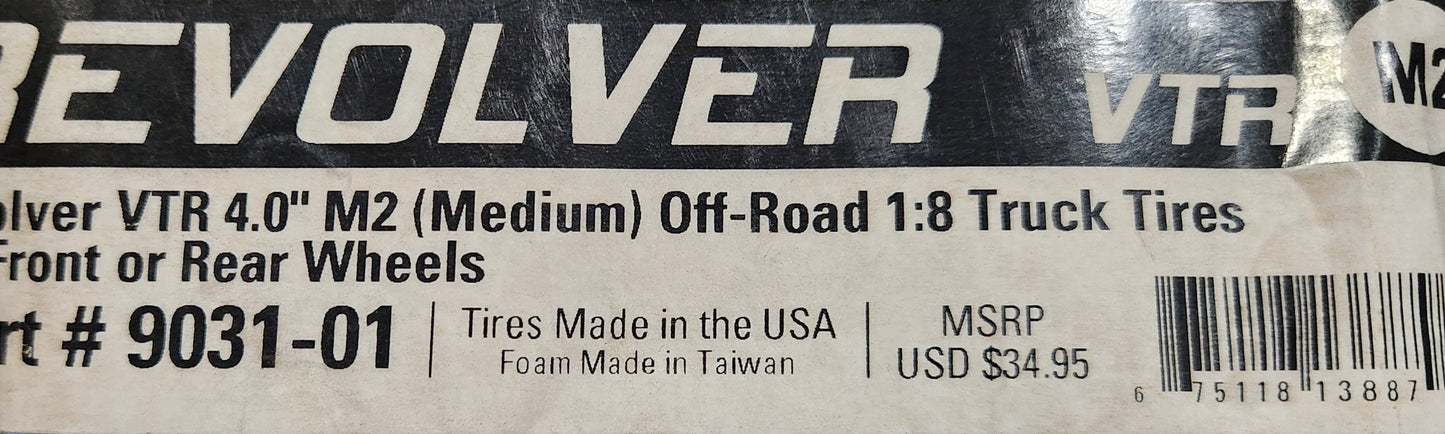 REVOLVER VTR M2
olver VTR 4.0" M2 (Medium) Off-Road 1:8 Truck Tires
Front or Rear Wheels
rt # 9031-01
Tires Made in the USA
Foam Made in Taiwan
MSRP
USD $34.95
6 75118 13887